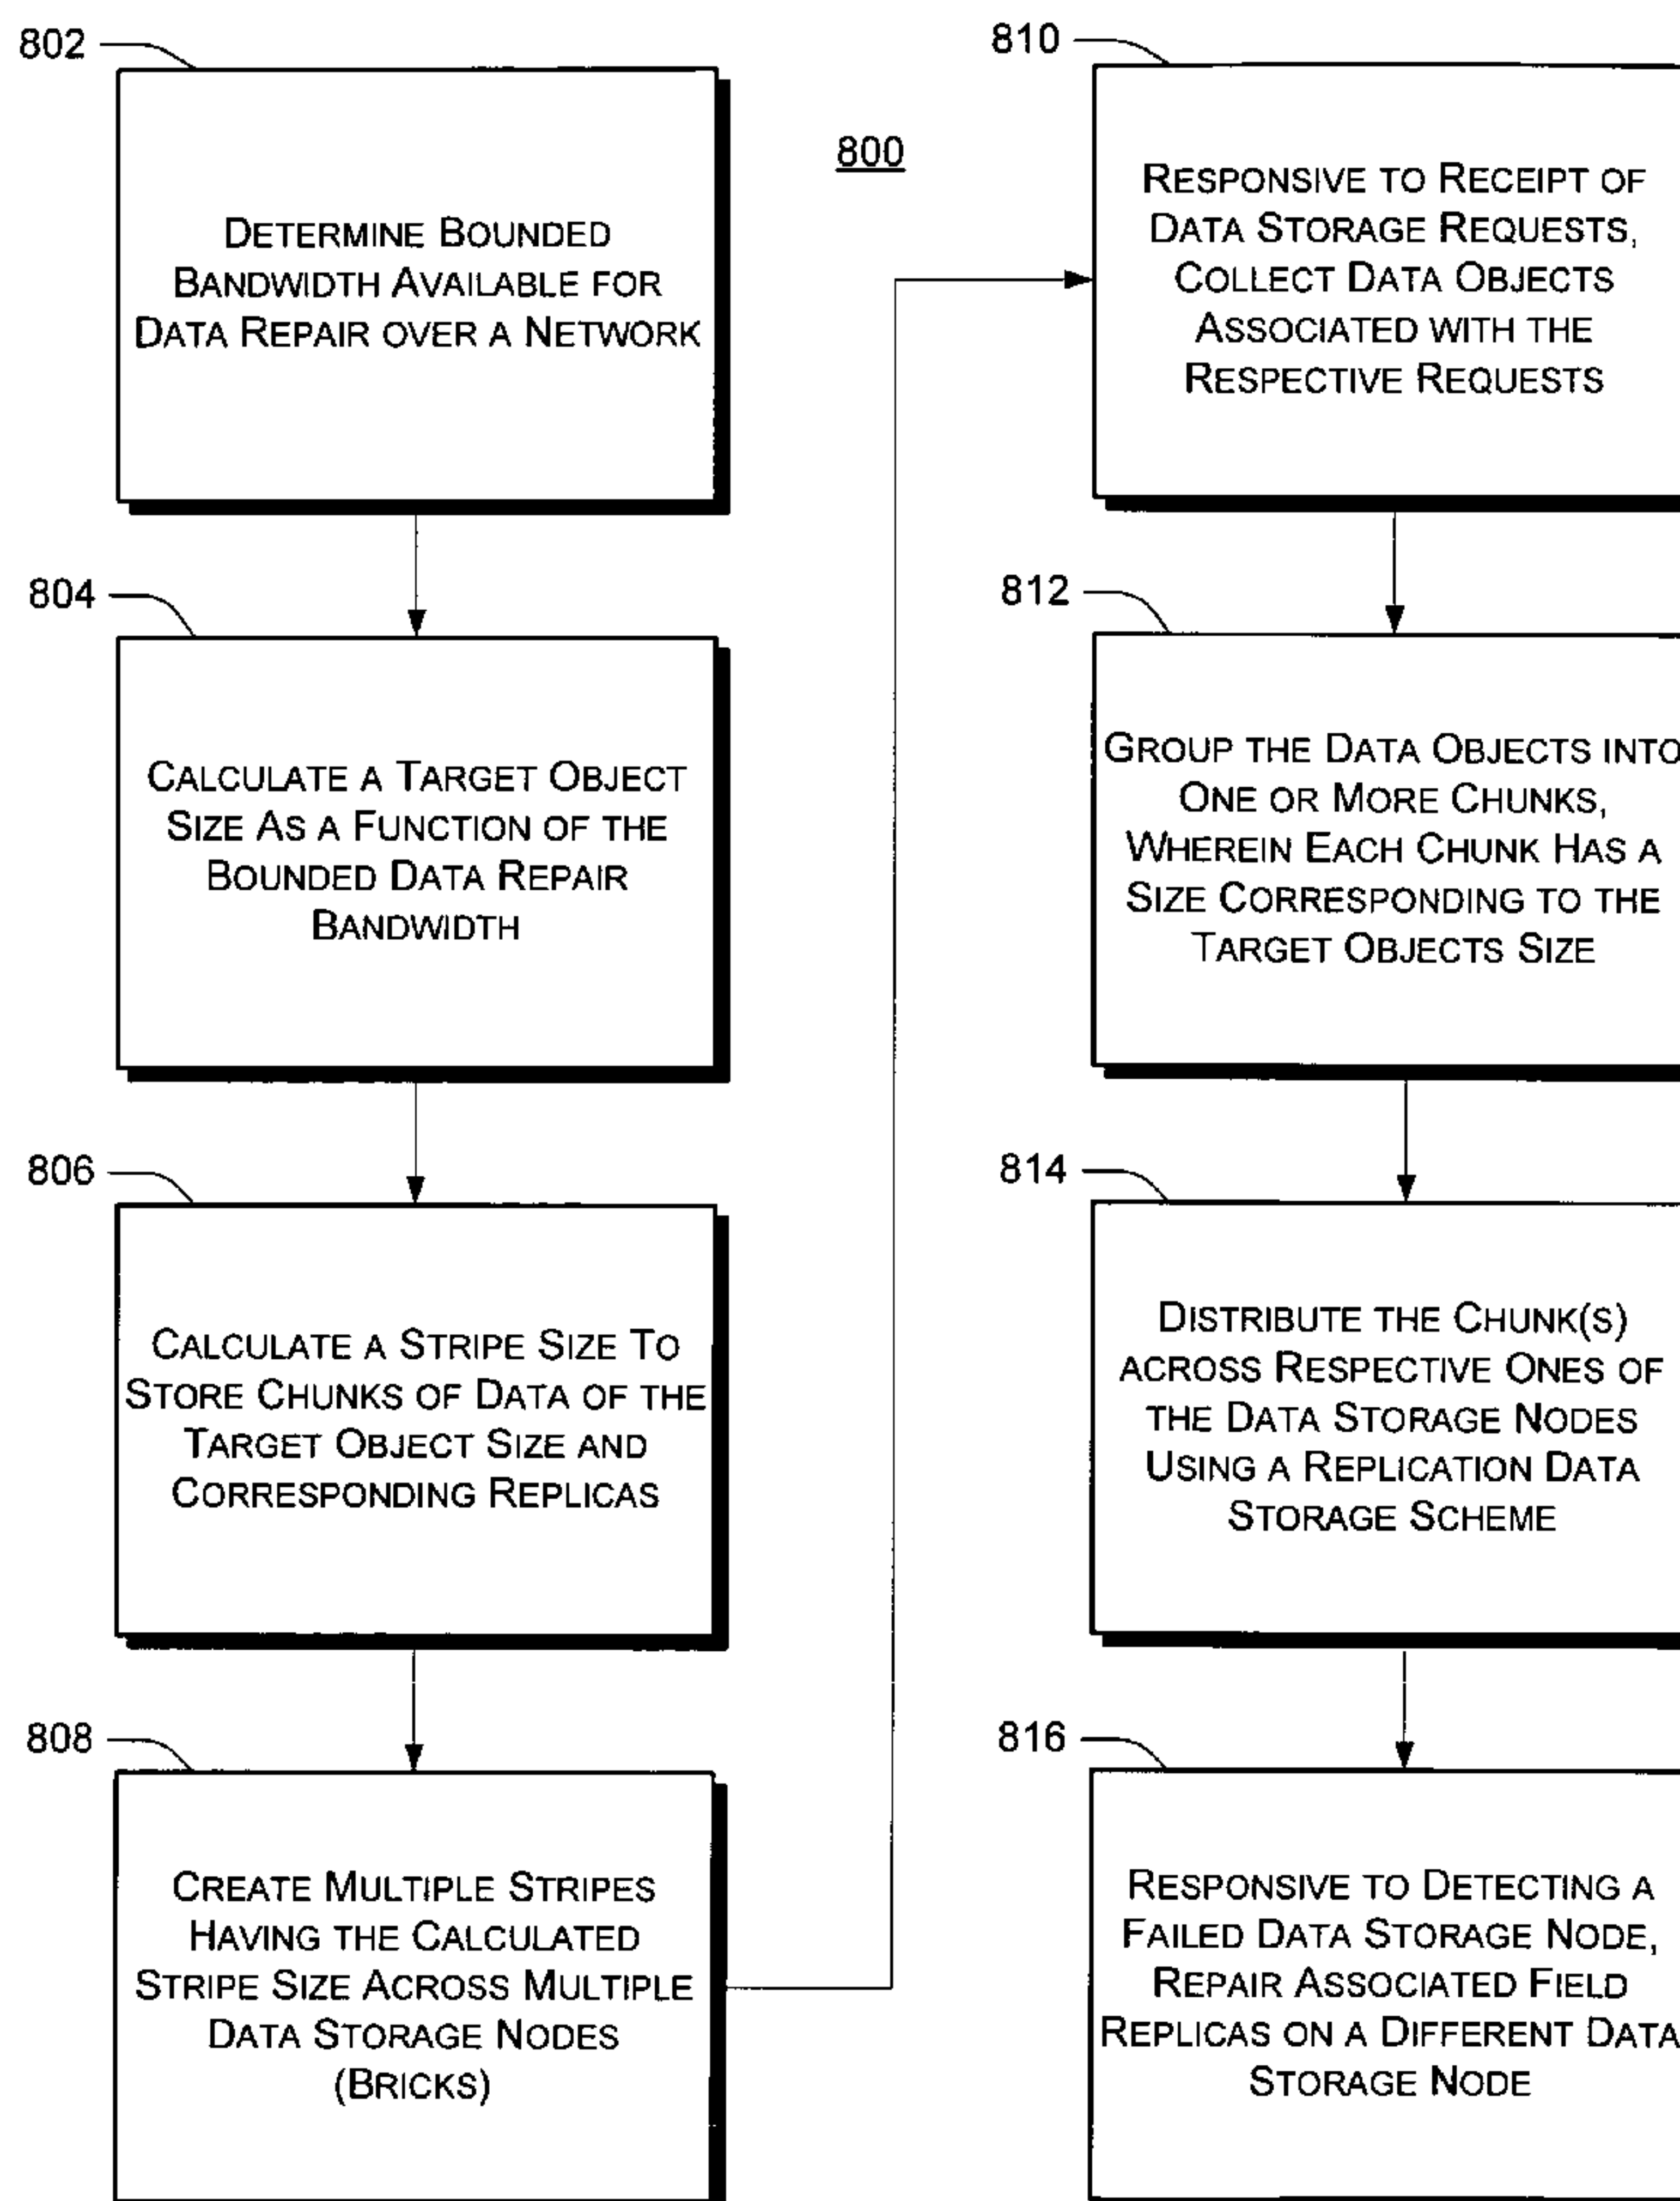 802
DETERMINE BOUNDED
BANDWIDTH AVAILABLE FOR
DATA REPAIR OVER A NETWORK
804
CALCULATE A TARGET OBJECT
SIZE AS A FUNCTION OF THE
BOUNDED DATA REPAIR
BANDWIDTH
806
CALCULATE A STRIPE SIZE TO
STORE CHUNKS OF DATA OF THE
TARGET OBJECT SIZE AND
CORRESPONDING REPLICAS
808
CREATE MULTIPLE STRIPES
HAVING THE CALCULATED
STRIPE SIZE ACROSS MULTIPLE
DATA STORAGE NODES
(BRICKS)
800
810
RESPONSIVE TO RECEIPT OF
DATA STORAGE REQUESTS,
COLLECT DATA OBJECTS
ASSOCIATED WITH THE
RESPECTIVE REQUESTS
812
GROUP THE DATA OBJECTS INTO
ONE OR MORE CHUNKS,
WHEREIN EACH CHUNK HAS A
SIZE CORRESPONDING TO THE
TARGET OBJECTS SIZE
814
DISTRIBUTE THE CHUNK(S)
ACROSS RESPECTIVE ONES OF
THE DATA STORAGE NODES
USING A REPLICATION DATA
STORAGE SCHEME
816
RESPONSIVE TO DETECTING A
FAILED DATA STORAGE NODE,
REPAIR ASSOCIATED FIELD
REPLICAS ON A DIFFERENT DATA
STORAGE NODE